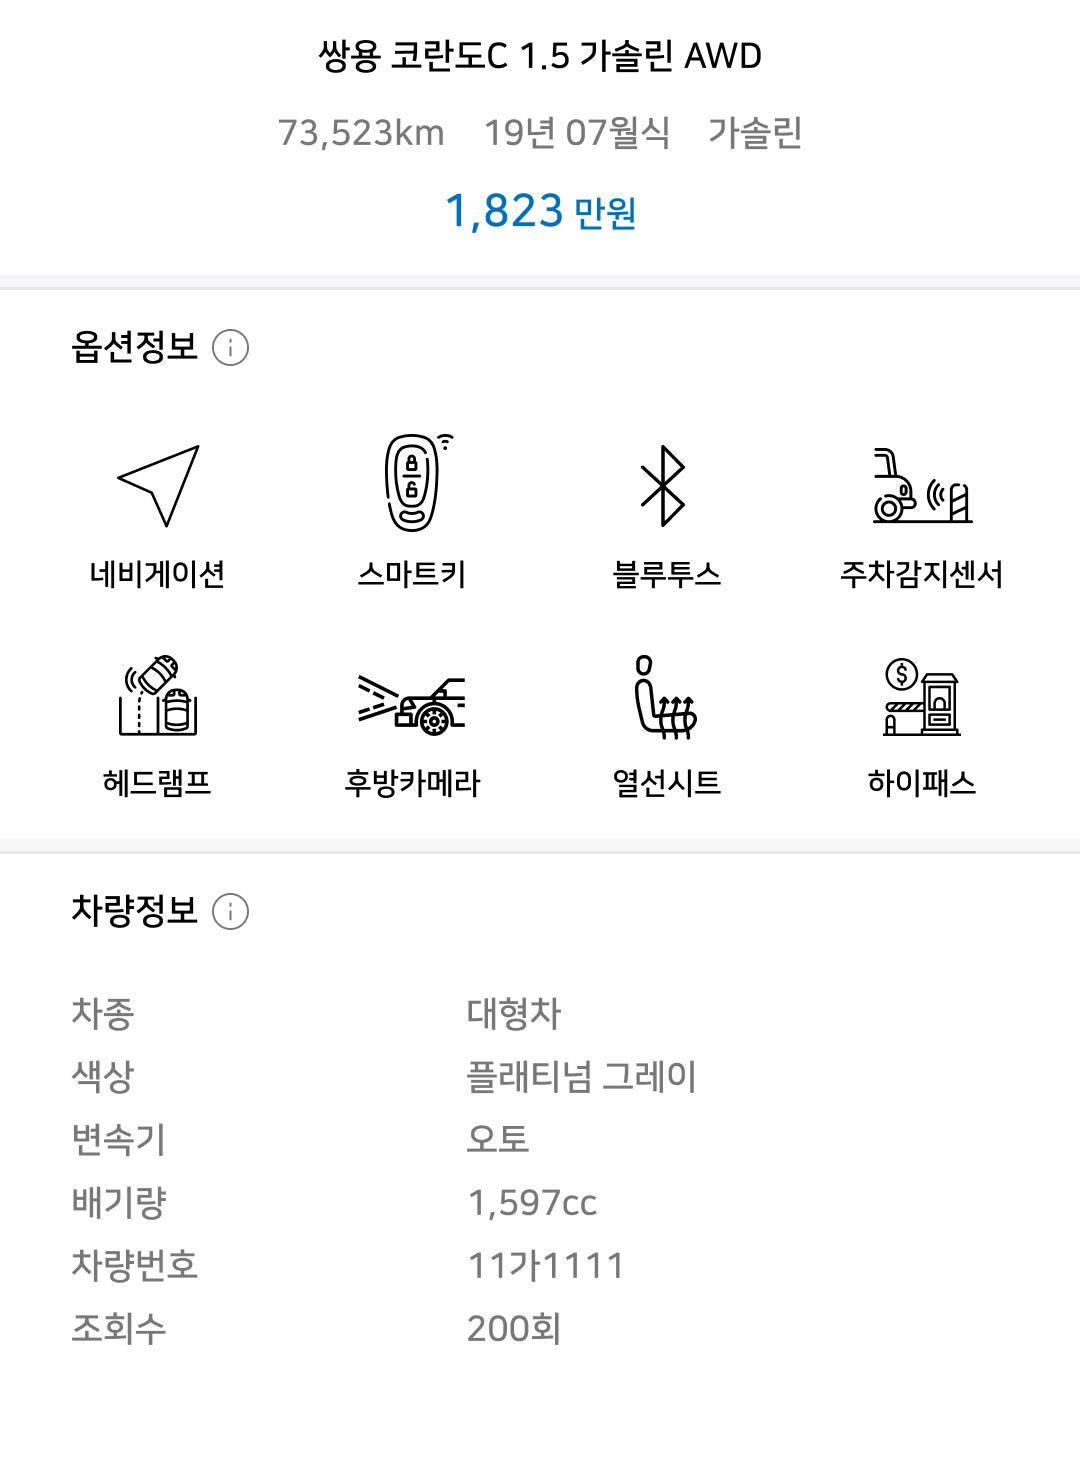 쌍용 코란도C 1.5 가솔린 AWD
73,523km 19년 07월식 가솔린
1,823 만원
옵션정보
네비게이션 스마트키 블루투스 주차감지센서
헤드램프 후방카메라 열선시트 하이패스
차량정보
차종 대형차
색상 플래티넘 그레이
변속기 오토
배기량 1,597cc
차량번호 11가1111
조회수 200회